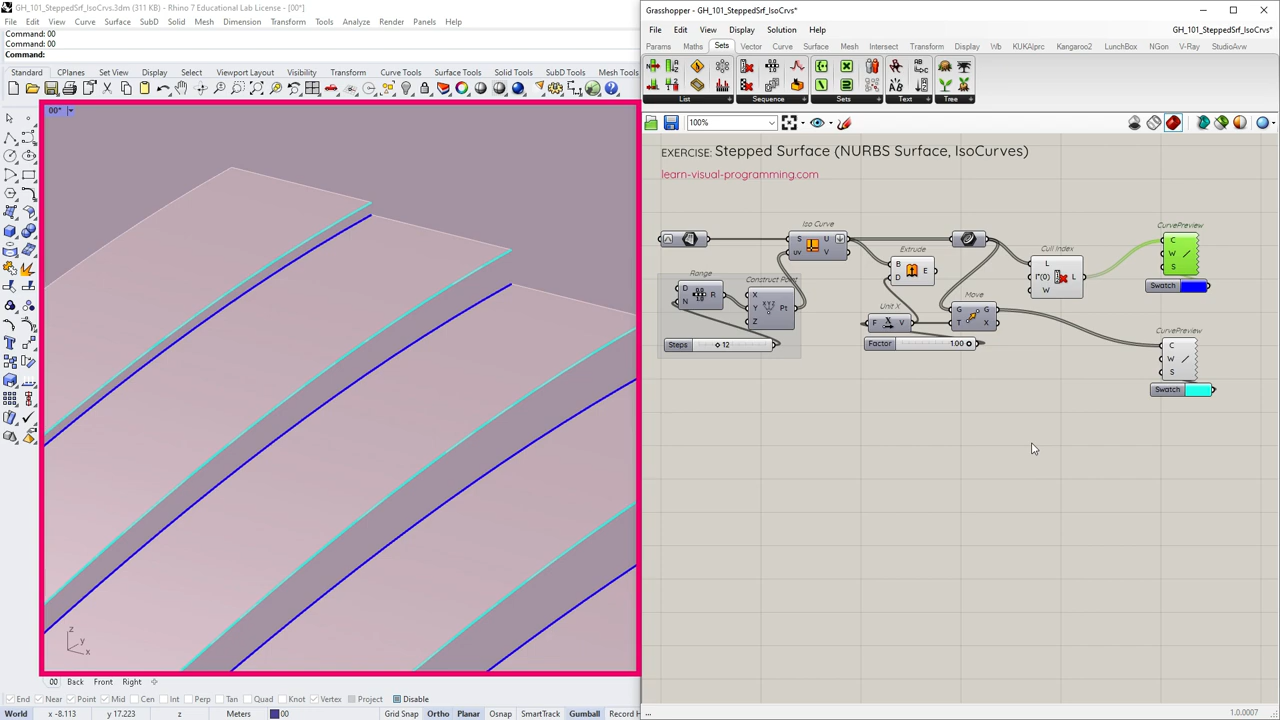 GH_101_SteppedSrf_IsoCrvs.3dm (311 KB) - Rhino 7 Educational Lab License - [00*]
File Edit View Curve Surface SubD Solid Mesh Dimension Transform Tools Analyze Render Panels Help
Command: 00
Command: 00
Command:
Standard CPlanes Set View Display Select Viewport Layout Visibility Transform Curve Tools Surface Tools Solid Tools SubD Tools Mesh Tools
00*
z
y
x
00 Back Front Right
End Near Point Mid Cen Int Perp Tan Quad Knot Vertex Project Disable
World x -8.113 y 17.223 z Meters 00 Grid Snap Ortho Planar Osnap SmartTrack Gumball Record H
Grasshopper - GH_101_SteppedSrf_IsoCrvs*
File Edit View Display Solution Help GH_101_SteppedSrf_IsoCrvs*
Params Maths Sets Vector Curve Surface Mesh Intersect Transform Display Wb KUKA|prc Kangaroo2 LunchBox NGon V-Ray StudioAvw
List Sequence Sets Text Tree
100%
EXERCISE: Stepped Surface (NURBS Surface, IsoCurves)
learn-visual-programming.com
Iso Curve
S U
uv V
Range
D R
N
Construct Point
X
Y Pt
Z
Steps 12
Extrude
B E
D
Unit X
F V
Factor 1.00
Move
G G
T X
Cull Index
L
I*(0) L
W
CurvePreview
C
W
S
Swatch
CurvePreview
C
W
S
Swatch
...
1.0.0007